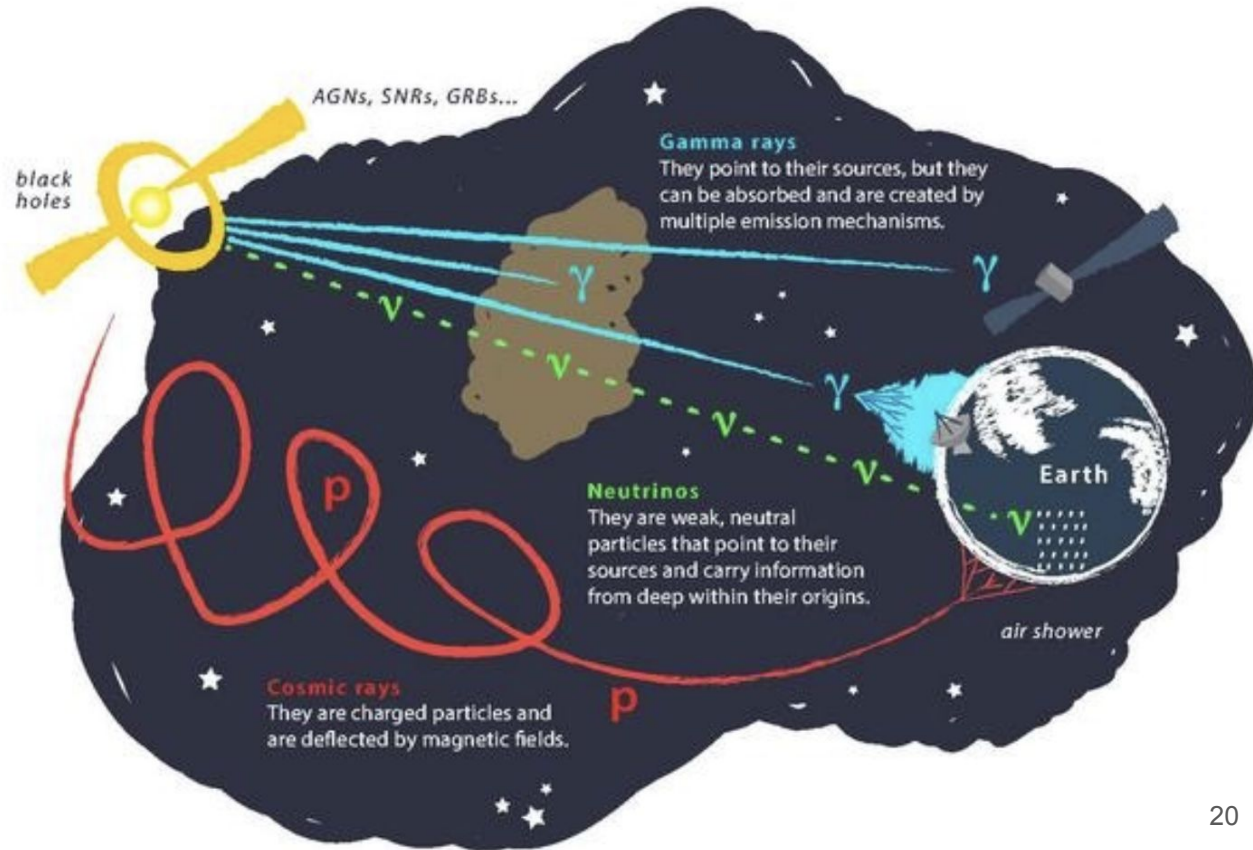 AGNs, SNRs, GRBs...
black
holes
Gamma rays
They point to their sources, but they
can be absorbed and are created by
multiple emission mechanisms.
γ
γ
ν
ν
γ
ν
ν
ν
Earth
p
Neutrinos
They are weak, neutral
particles that point to their
sources and carry information
from deep within their origins.
air shower
Cosmic rays
They are charged particles and
are deflected by magnetic fields.
p
20